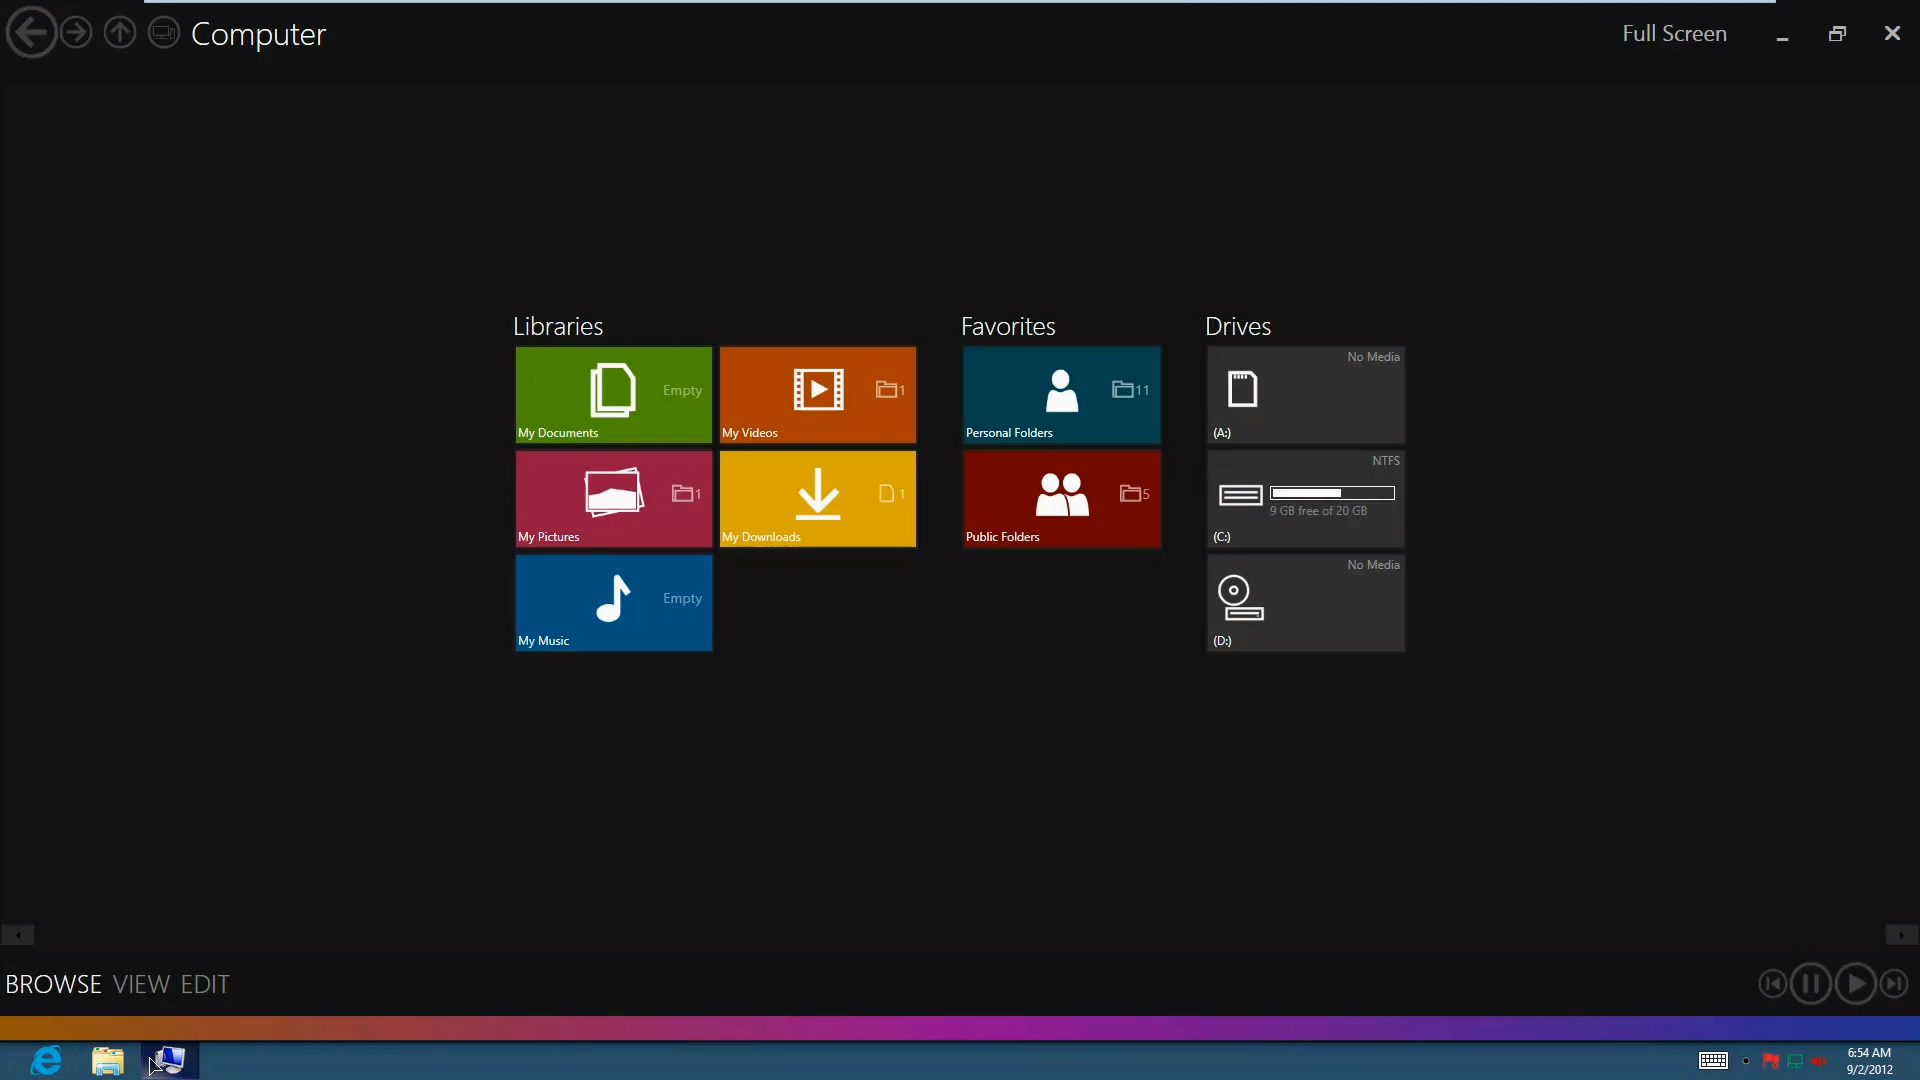 Computer
Full Screen
Libraries
Favorites
Drives
Empty
My Documents
1
My Videos
11
Personal Folders
No Media
(A:)
1
My Pictures
1
My Downloads
5
Public Folders
NTFS
9 GB free of 20 GB
(C:)
Empty
My Music
No Media
(D:)
BROWSE VIEW EDIT
6:54 AM
9/2/2012